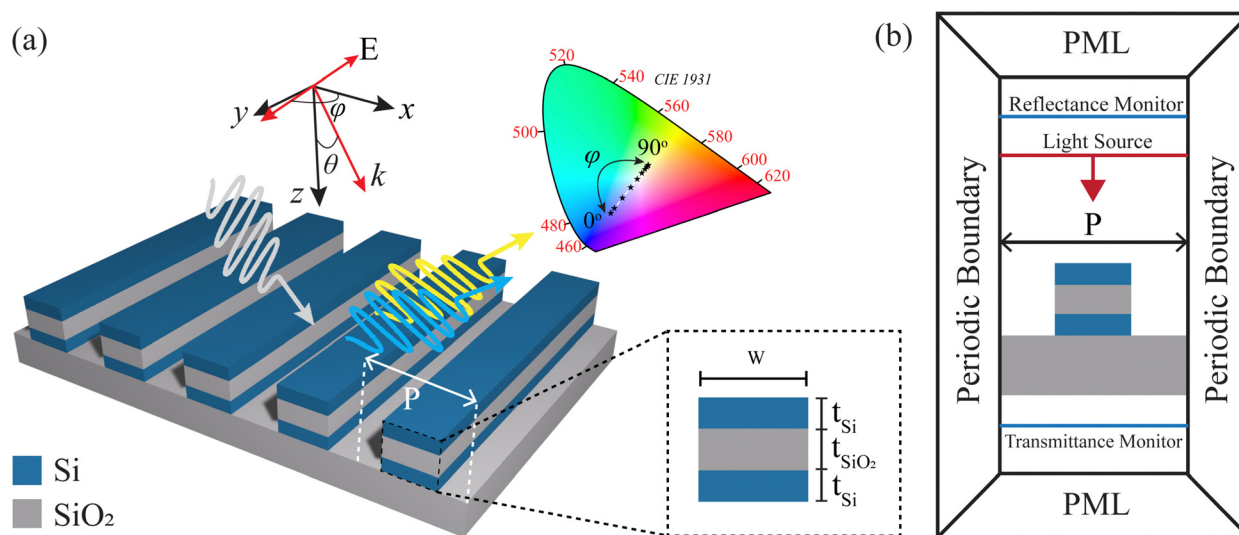 (a)
E
y
φ
x
θ
z
k
CIE 1931
520
540
560
580
600
620
500
480
460
φ
90°
0°
P
Si
SiO₂
W
t_Si
t_SiO₂
t_Si
(b)
PML
Periodic Boundary
Reflectance Monitor
Light Source
P
Transmittance Monitor
Periodic Boundary
PML